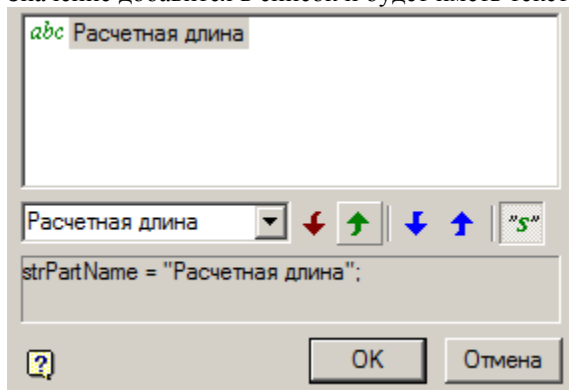 Значение добавится в список и будет иметь текст
abc Расчетная длина
Расчетная длина "S"
strPartName = "Расчетная длина";
? OK Отмена